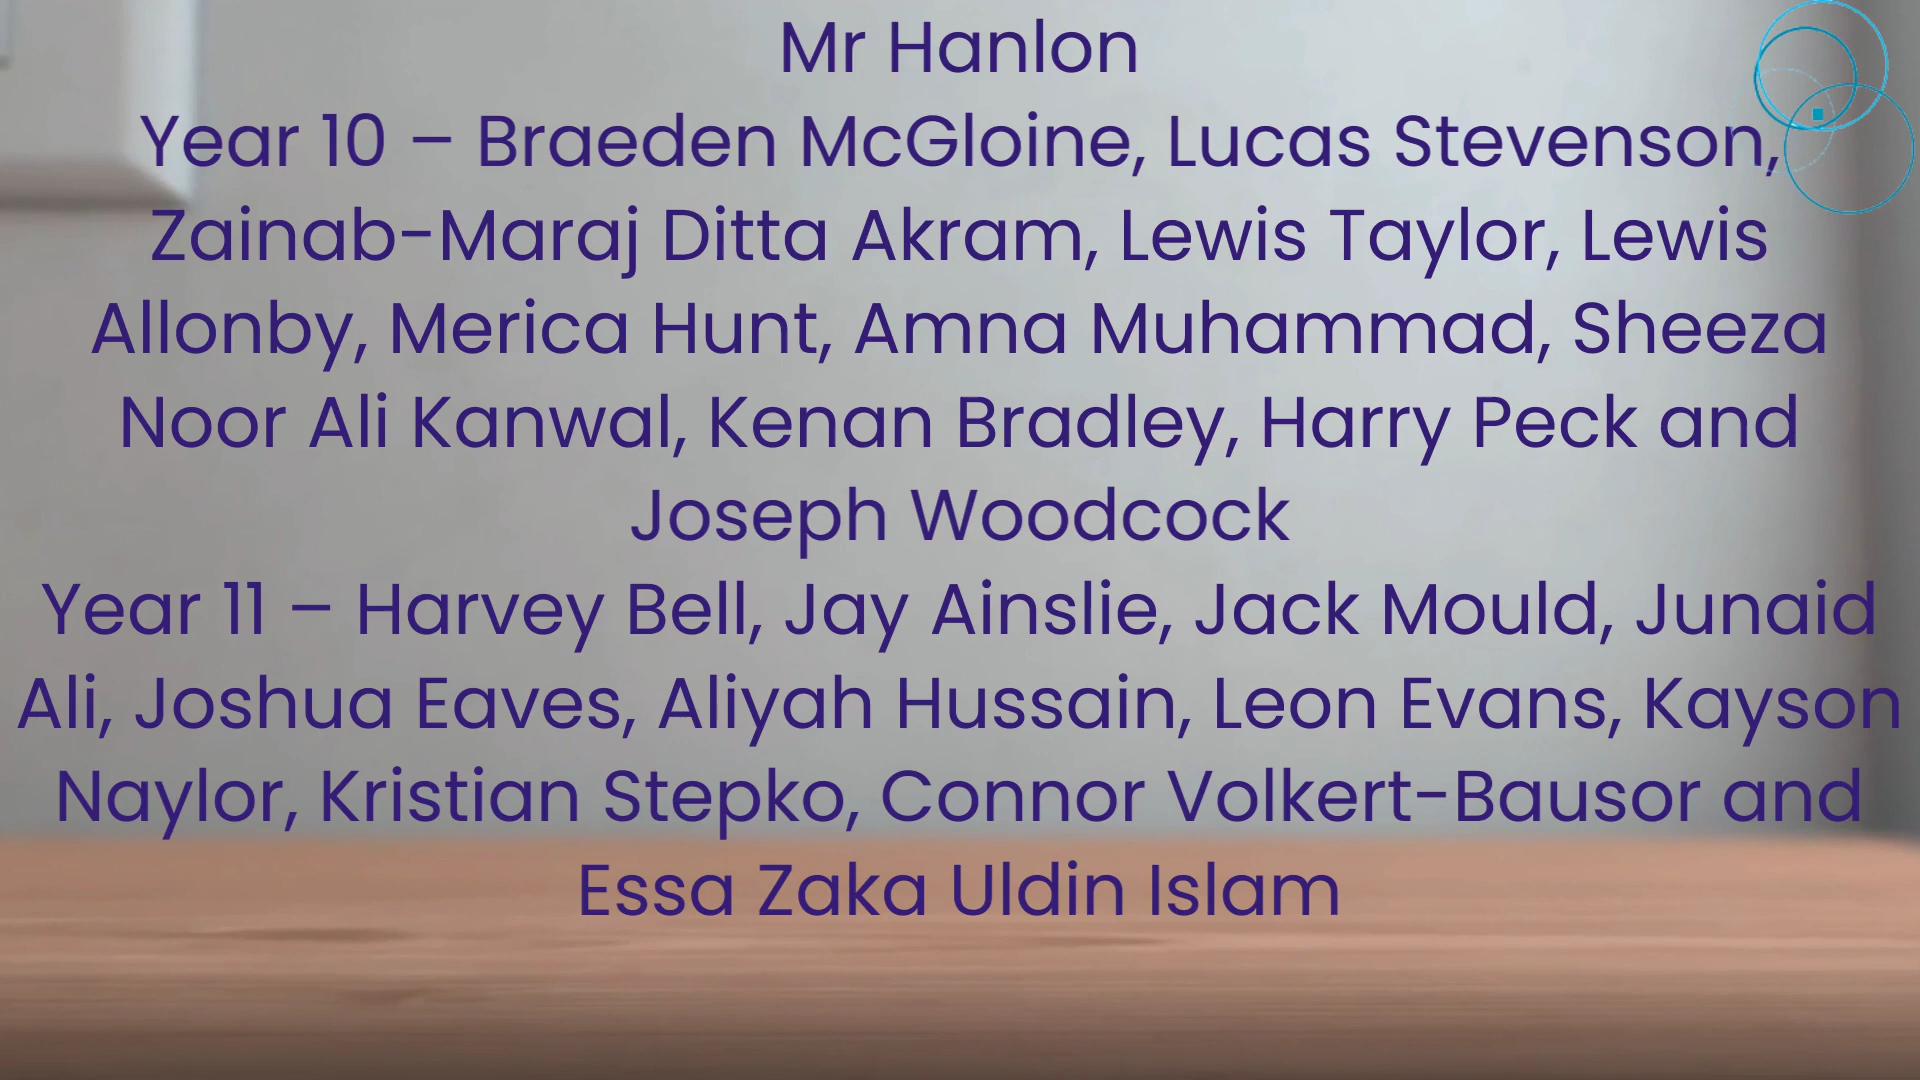 Mr Hanlon
Year 10 – Braeden McGloine, Lucas Stevenson,
Zainab-Maraj Ditta Akram, Lewis Taylor, Lewis
Allonby, Merica Hunt, Amna Muhammad, Sheeza
Noor Ali Kanwal, Kenan Bradley, Harry Peck and
Joseph Woodcock
Year 11 – Harvey Bell, Jay Ainslie, Jack Mould, Junaid
Ali, Joshua Eaves, Aliyah Hussain, Leon Evans, Kayson
Naylor, Kristian Stepko, Connor Volkert-Bausor and
Essa Zaka Uldin Islam